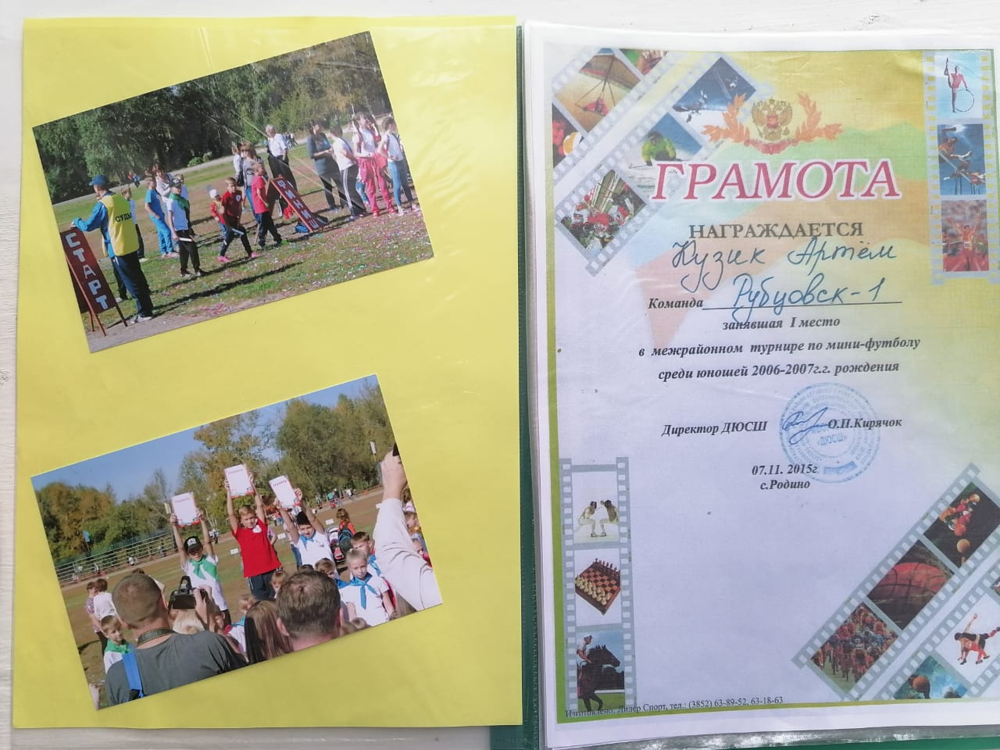 СТАРТ
СУДЬЯ
ФИНИШ
ГРАМОТА
ГРАМОТА
ГРАМОТА
ГРАМОТА
НАГРАЖДАЕТСЯ
Кузик Артём
Команда Рубцовск-1
занявшая I место
в межрайонном турнире по мини-футболу
среди юношей 2006-2007г.г. рождения
Директор ДЮСШ О.П.Кирячок
«ДЮСШ»
07.11. 2015г
с.Родино
Изготовлено: Лидер Спорт, тел.: (3852) 63-89-52, 63-18-63